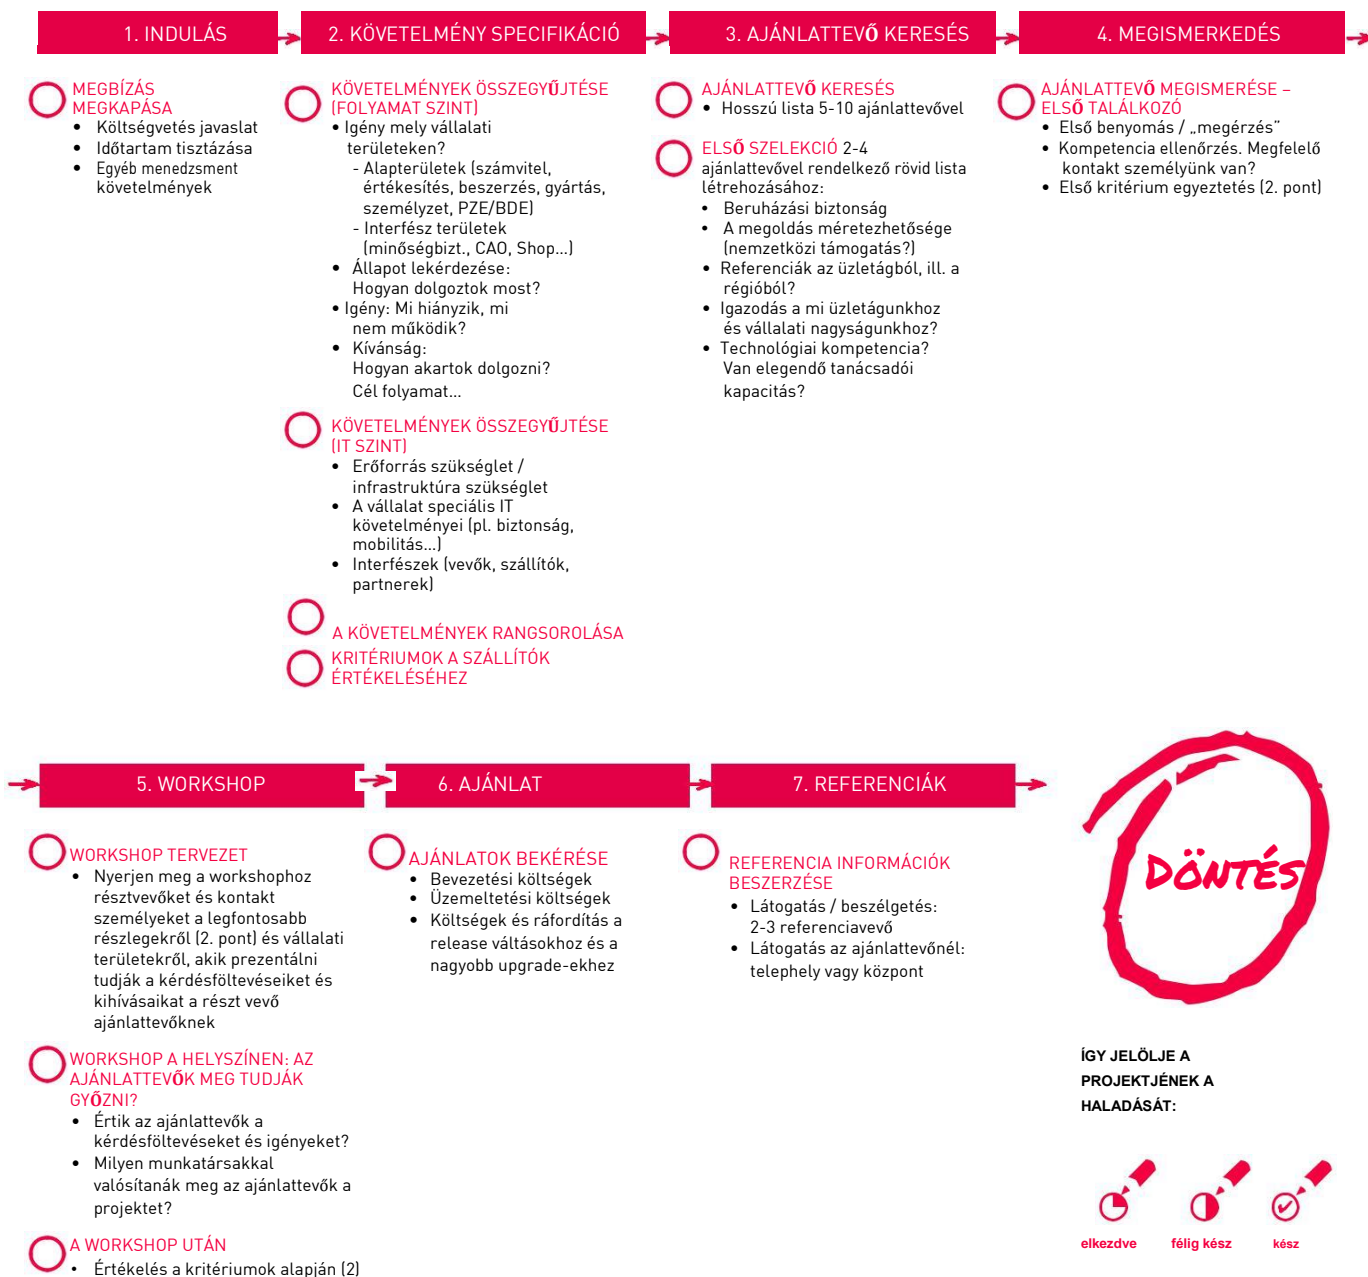 1. INDULÁS
MEGBÍZÁS
MEGKAPÁSA
• Költségvetés javaslat
• Időtartam tisztázása
• Egyéb menedzsment
követelmények
2. KÖVETELMÉNY SPECIFIKÁCIÓ
KÖVETELMÉNYEK ÖSSZEGYŰJTÉSE
(FOLYAMAT SZINT)
• Igény mely vállalati
területeken?
- Alapterületek (számvitel,
értékesítés, beszerzés, gyártás,
személyzet, PZE/BDE)
- Interfész területek
(minőségbizt., CAO, Shop…)
• Állapot lekérdezése:
Hogyan dolgoztok most?
• Igény: Mi hiányzik, mi
nem működik?
• Kívánság:
Hogyan akartok dolgozni?
Cél folyamat…
KÖVETELMÉNYEK ÖSSZEGYŰJTÉSE
(IT SZINT)
• Erőforrás szükséglet /
infrastruktúra szükséglet
• A vállalat speciális IT
követelményei (pl. biztonság,
mobilitás…)
• Interfészek (vevők, szállítók,
partnerek)
A KÖVETELMÉNYEK RANGSOROLÁSA
KRITÉRIUMOK A SZÁLLÍTÓK
ÉRTÉKELÉSÉHEZ
3. AJÁNLATTEVŐ KERESÉS
AJÁNLATTEVŐ KERESÉS
• Hosszú lista 5-10 ajánlattevővel
ELSŐ SZELEKCIÓ 2-4
ajánlattevővel rendelkező rövid lista
létrehozásához:
• Beruházási biztonság
• A megoldás méretezhetősége
(nemzetközi támogatás?)
• Referenciák az üzletágból, ill. a
régióból?
• Igazodás a mi üzletágunkhoz
és vállalati nagyságunkhoz?
• Technológiai kompetencia?
Van elegendő tanácsadói
kapacitás?
4. MEGISMERKEDÉS
AJÁNLATTEVŐ MEGISMERÉSE –
ELSŐ TALÁLKOZÓ
• Első benyomás / „megérzés”
• Kompetencia ellenőrzés. Megfelelő
kontakt személyünk van?
• Első kritérium egyeztetés (2. pont)
5. WORKSHOP
WORKSHOP TERVEZET
• Nyerjen meg a workshophoz
résztvevőket és kontakt
személyeket a legfontosabb
részlegekről (2. pont) és vállalati
területekről, akik prezentálni
tudják a kérdésföltevéseiket és
kihívásaikat a részt vevő
ajánlattevőknek
WORKSHOP A HELYSZÍNEN: AZ
AJÁNLATTEVŐK MEG TUDJÁK
GYŐZNI?
• Értik az ajánlattevők a
kérdésföltevéseket és igényeket?
• Milyen munkatársakkal
valósítanák meg az ajánlattevők a
projektet?
A WORKSHOP UTÁN
• Értékelés a kritériumok alapján (2)
6. AJÁNLAT
AJÁNLATOK BEKÉRÉSE
• Bevezetési költségek
• Üzemeltetési költségek
• Költségek és ráfordítás a
release váltásokhoz és a
nagyobb upgrade-ekhez
7. REFERENCIÁK
REFERENCIA INFORMÁCIÓK
BESZERZÉSE
• Látogatás / beszélgetés:
2-3 referenciavevő
• Látogatás az ajánlattevőnél:
telephely vagy központ
DÖNTÉS
ÍGY JELÖLJE A
PROJEKTJÉNEK A
HALADÁSÁT:
elkezdve
félig kész
kész